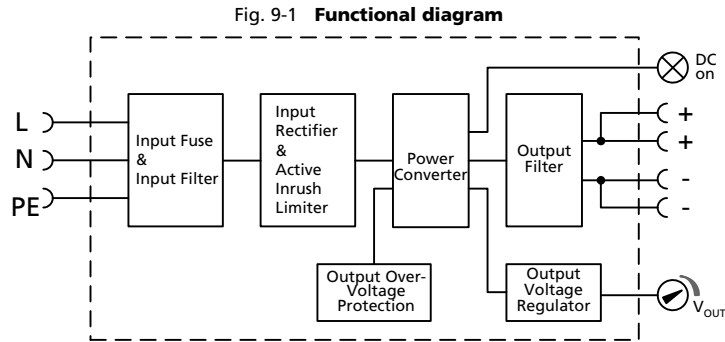 Fig. 9-1 Functional diagram
L
N
PE
Input Fuse
&
Input Filter
Input
Rectifier
&
Active
Inrush
Limiter
Power
Converter
Output
Filter
Output Over-
Voltage
Protection
Output
Voltage
Regulator
DC
on
+
+
-
-
VOUT